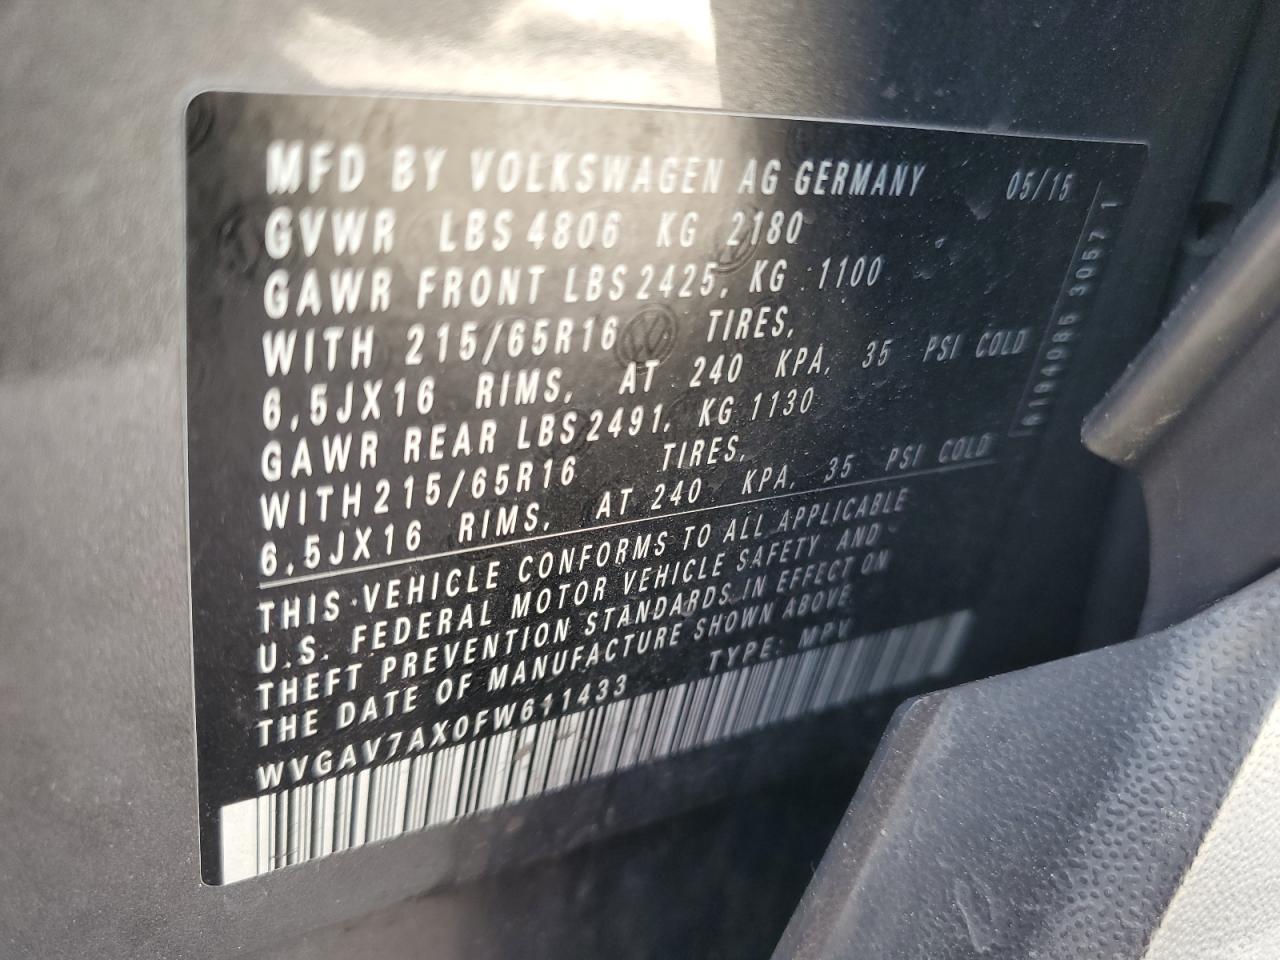 MFD BY VOLKSWAGEN AG GERMANY 05/15
GVWR LBS 4806 KG 2180
GAWR FRONT LBS 2425, KG 1100
WITH 215/65R16 TIRES,
6,5JX16 RIMS, AT 240 KPA, 35 PSI COLD
GAWR REAR LBS 2491, KG 1130
WITH 215/65R16 TIRES,
6,5JX16 RIMS, AT 240 KPA, 35 PSI COLD
THIS VEHICLE CONFORMS TO ALL APPLICABLE
U.S. FEDERAL MOTOR VEHICLE SAFETY AND
THEFT PREVENTION STANDARDS IN EFFECT ON
THE DATE OF MANUFACTURE SHOWN ABOVE
WVGAV7AX0FW611433 TYPE: MPV